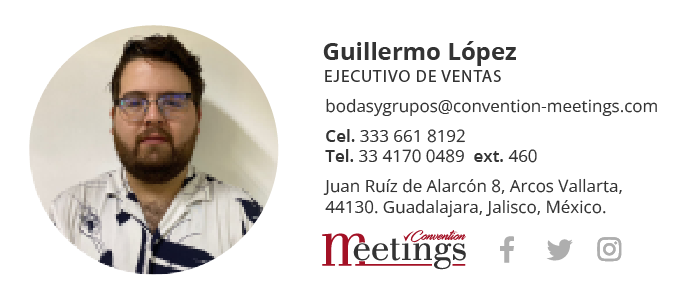 Guillermo López
EJECUTIVO DE VENTAS
bodasygrupos@convention-meetings.com
Cel. 333 661 8192
Tel. 33 4170 0489 ext. 460
Juan Ruíz de Alarcón 8, Arcos Vallarta,
44130. Guadalajara, Jalisco, México.
Convention
meetings